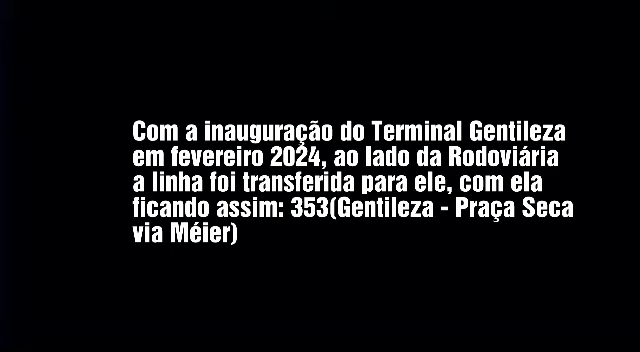 Com a inauguração do Terminal Gentileza
em fevereiro 2024, ao lado da Rodoviária
a linha foi transferida para ele, com ela
ficando assim: 353(Gentileza - Praça Seca
via Méier)